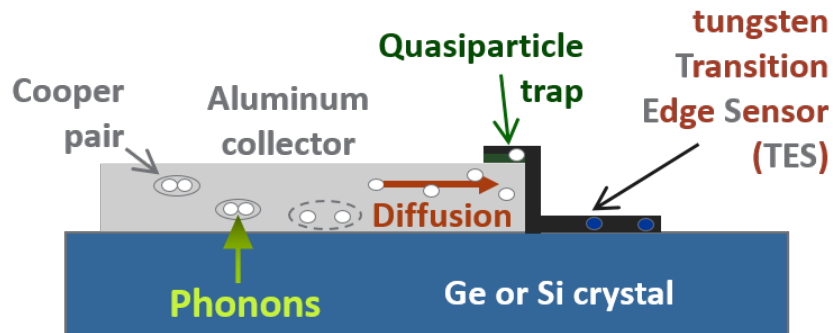 Cooper
pair
Aluminum
collector
Quasiparticle
trap
tungsten
Transition
Edge Sensor
(TES)
Diffusion
Phonons
Ge or Si crystal